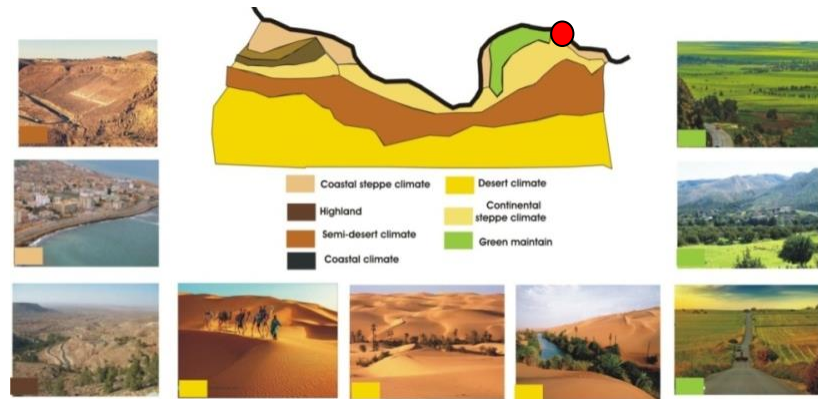 Coastal steppe climate
Highland
Semi-desert climate
Coastal climate
Desert climate
Continental
steppe climate
Green maintain